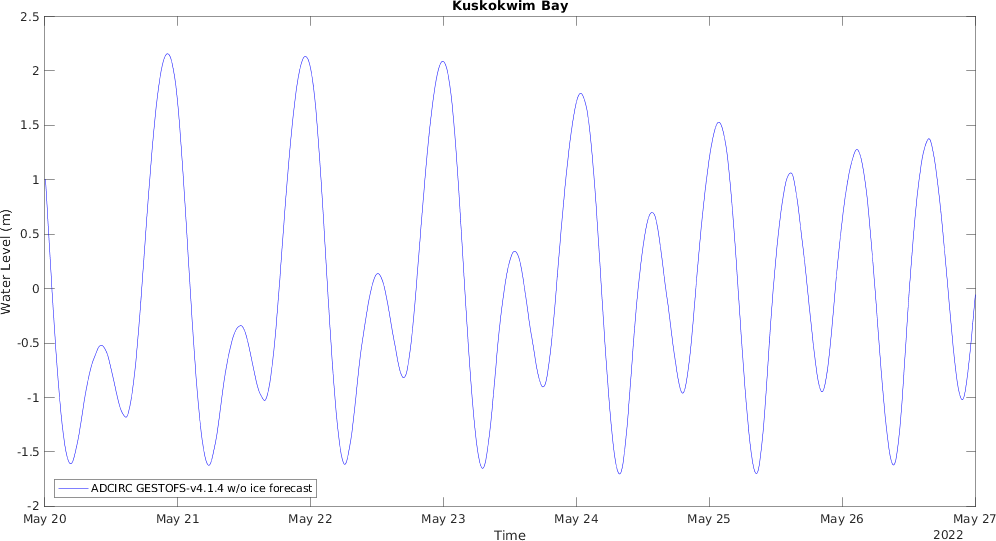 Kuskokwim Bay
2.5
2
1.5
1
0.5
0
-0.5
-1
-1.5
-2
Water Level (m)
ADCIRC GESTOFS-v4.1.4 w/o ice forecast
May 20 May 21 May 22 May 23 May 24 May 25 May 26 May 27
Time
2022